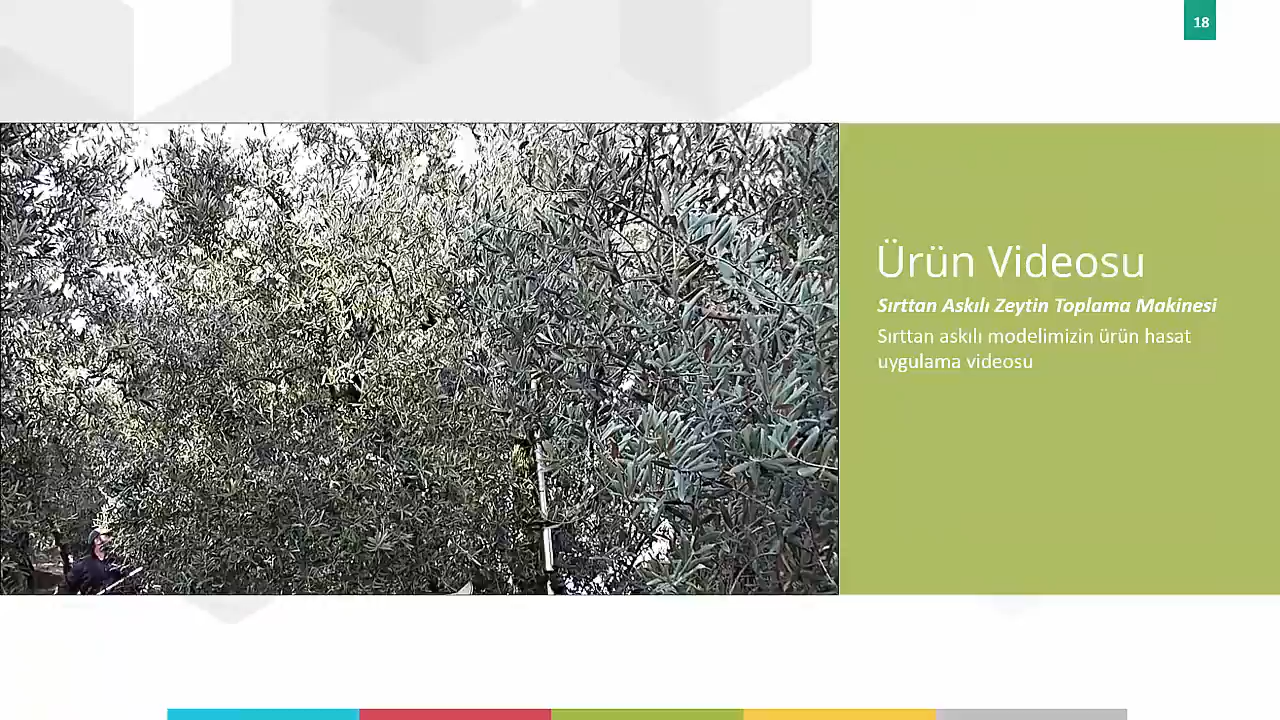 18
Ürün Videosu
Sırttan Askılı Zeytin Toplama Makinesi
Sırttan askılı modelimizin ürün hasat
uygulama videosu